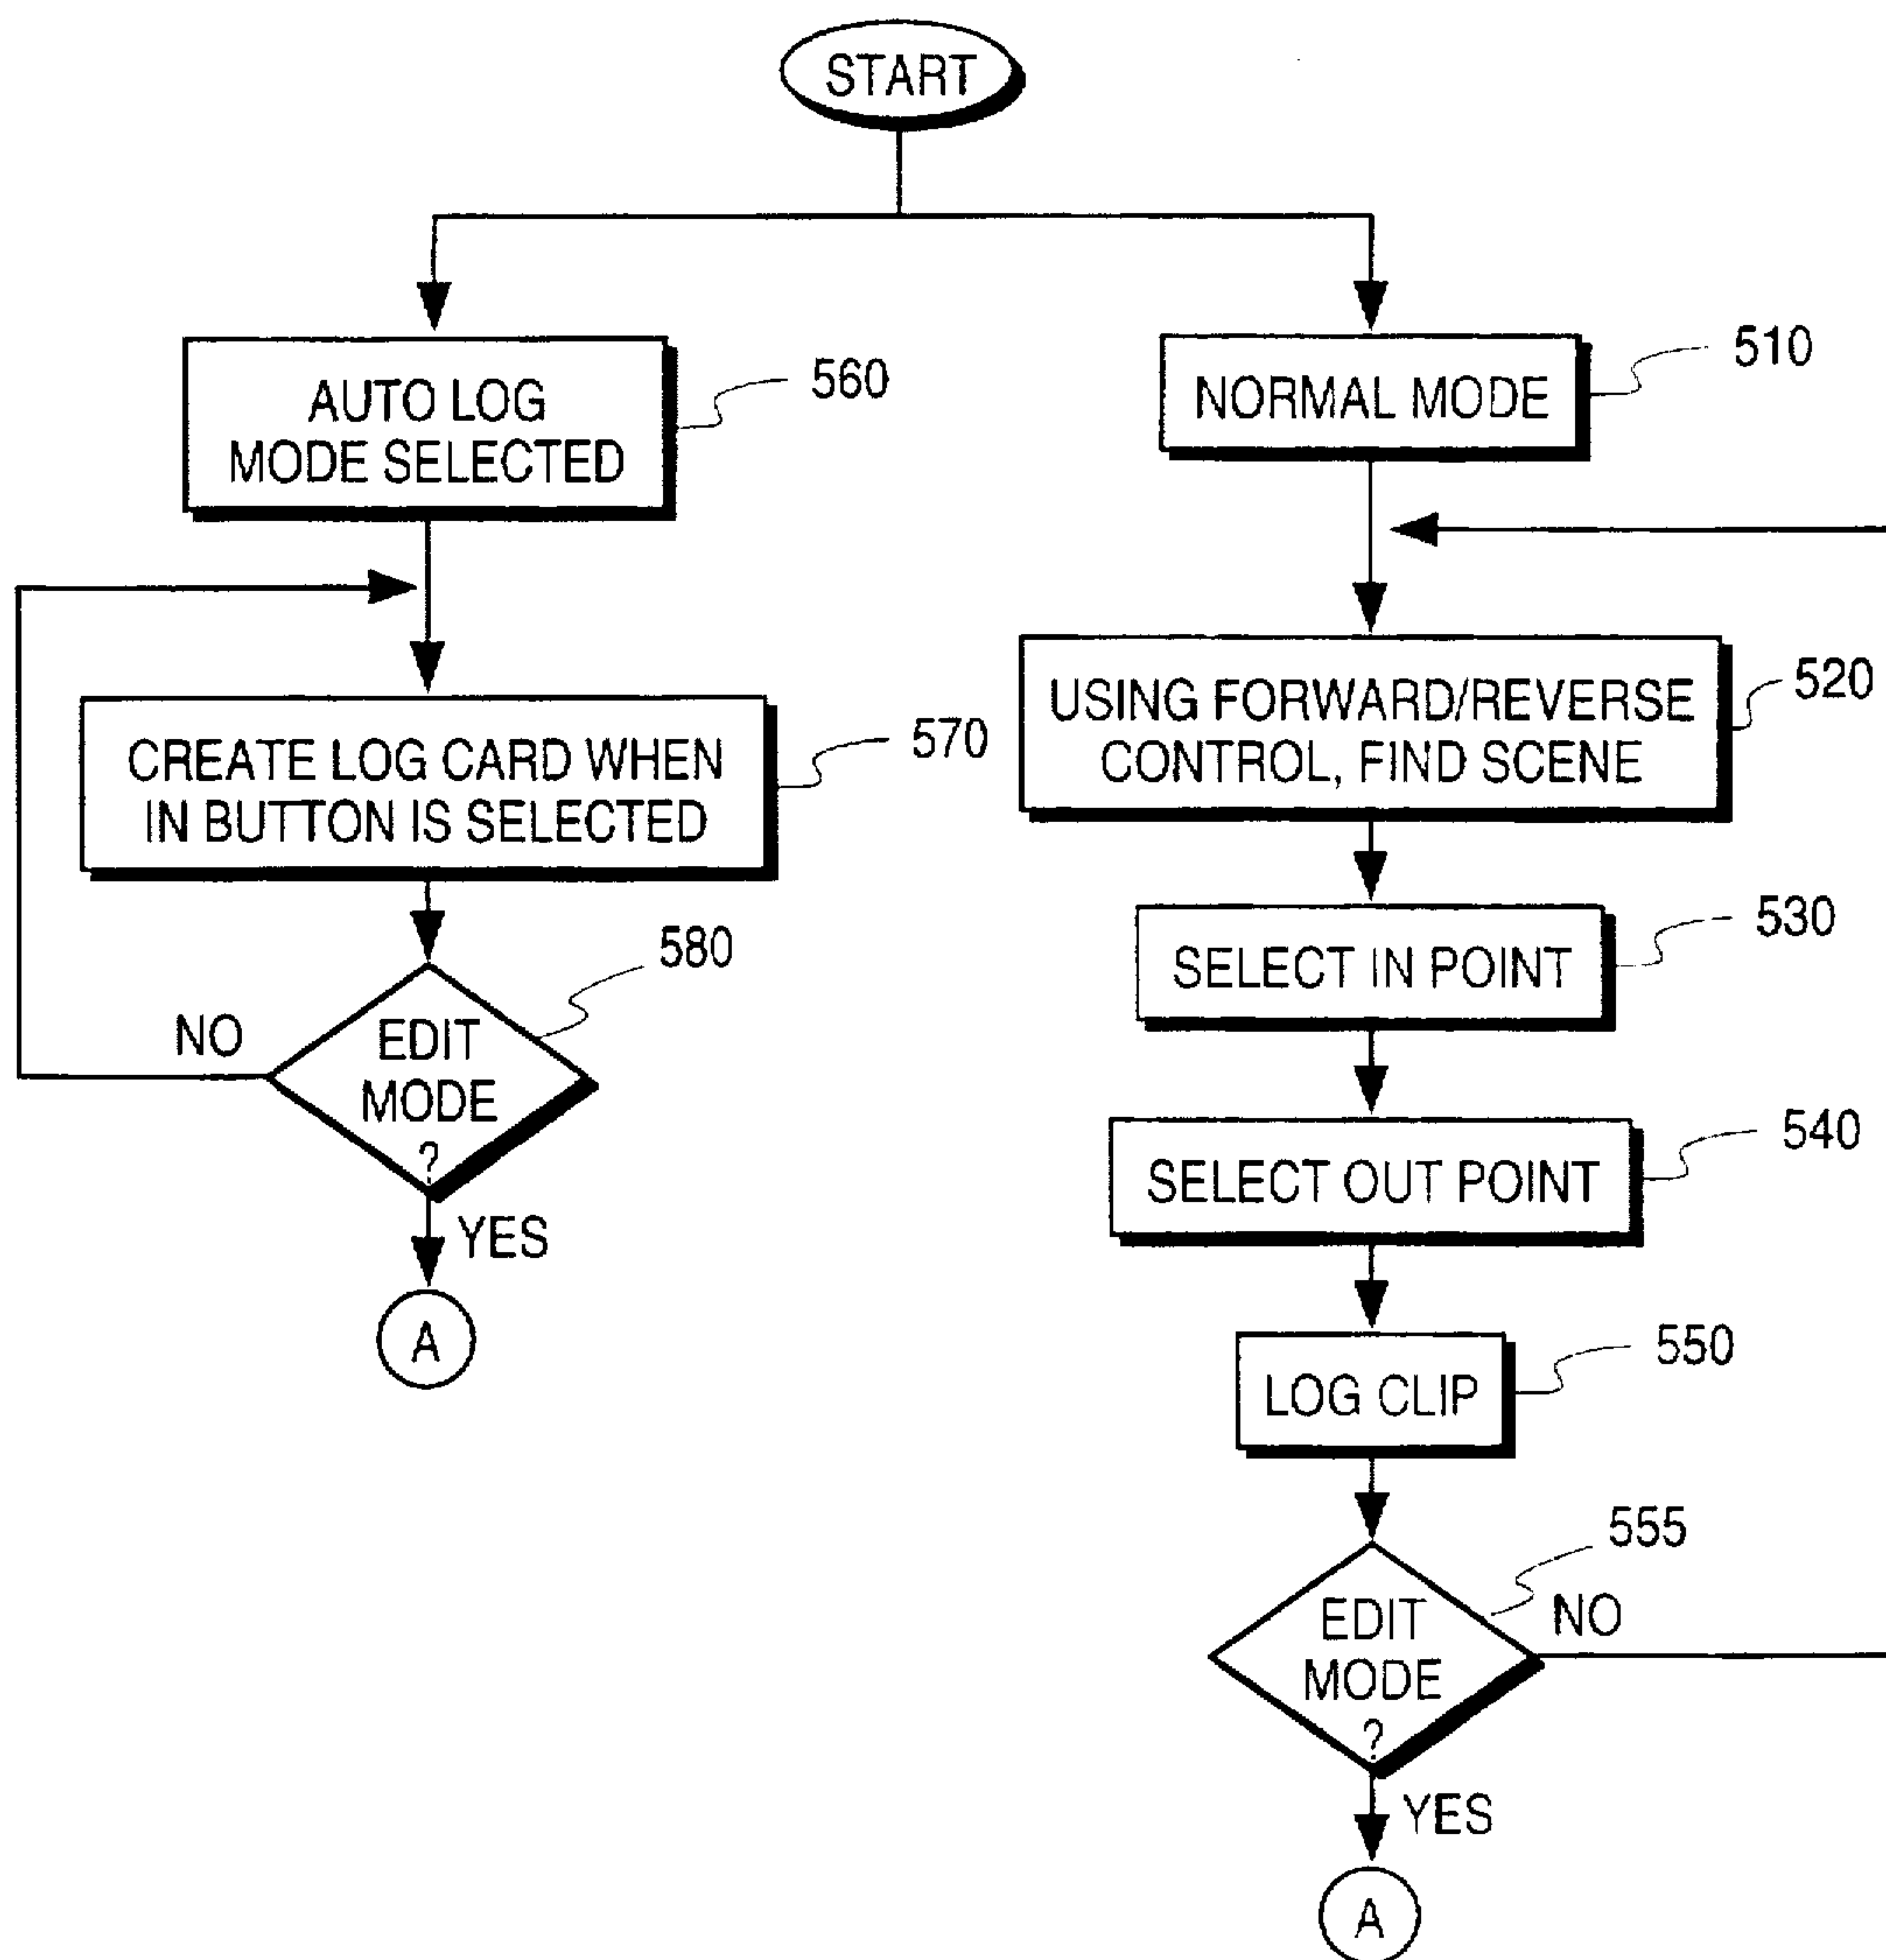 START
AUTO LOG
MODE SELECTED
560
CREATE LOG CARD WHEN
IN BUTTON IS SELECTED
570
EDIT
MODE
?
580
NO
YES
A
NORMAL MODE
510
USING FORWARD/REVERSE
CONTROL, FIND SCENE
520
SELECT IN POINT
530
SELECT OUT POINT
540
LOG CLIP
550
EDIT
MODE
?
555
NO
YES
A